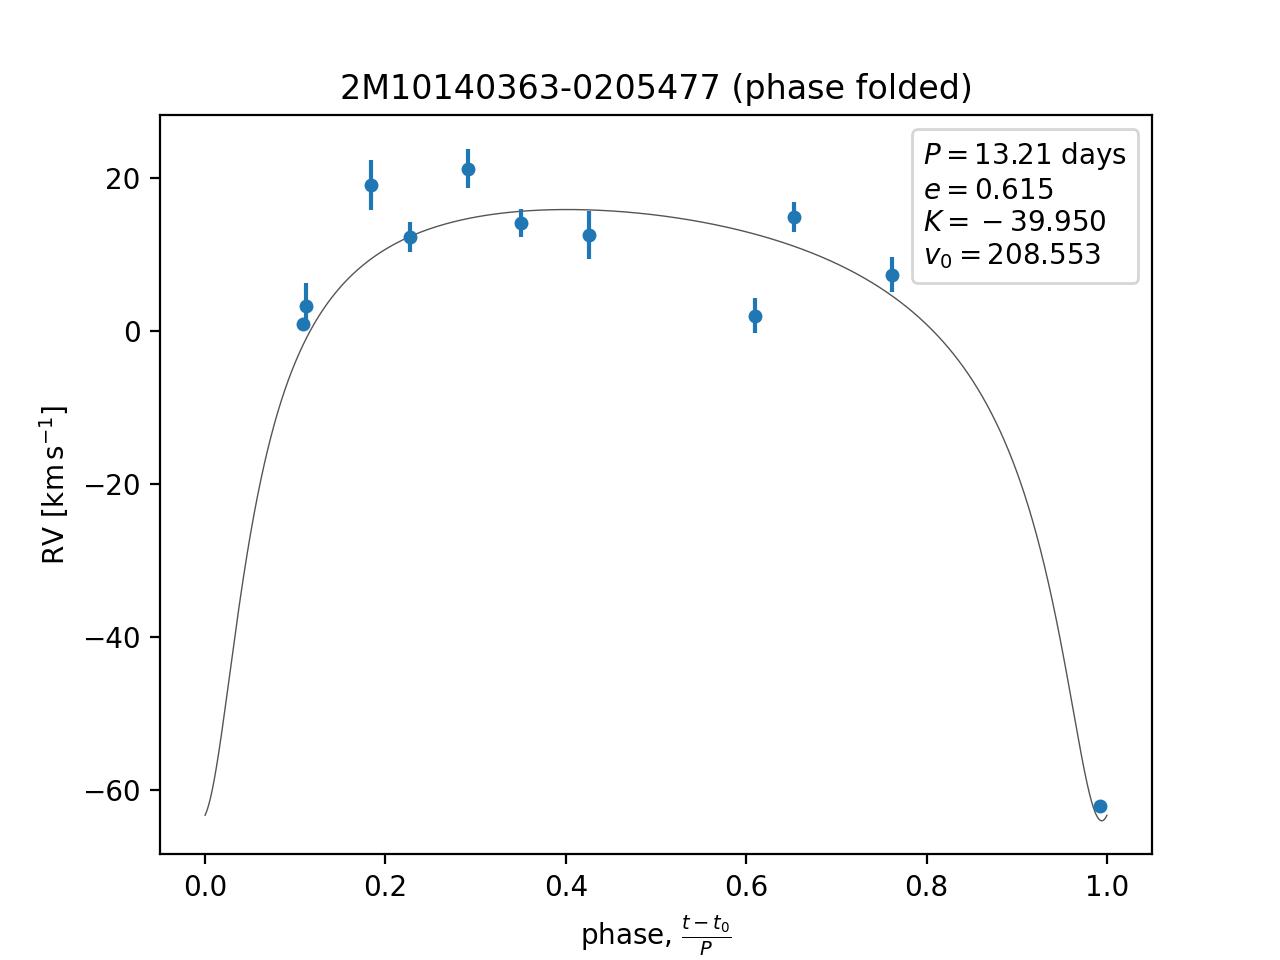 2M10140363-0205477 (phase folded)
P = 13.21 days
e = 0.615
K = −39.950
v₀ = 208.553
20
0
−20
−40
−60
RV [km s⁻¹]
0.0 0.2 0.4 0.6 0.8 1.0
phase, (t − t₀)/P